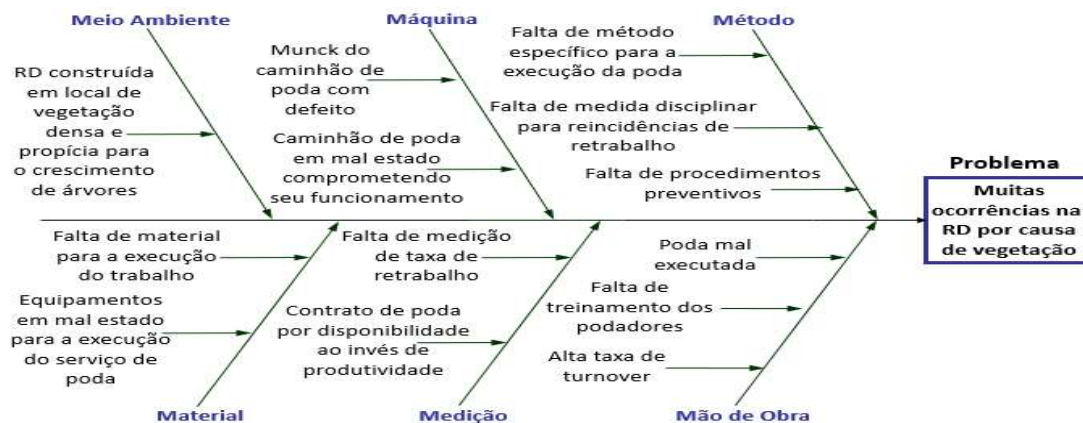 Meio Ambiente
RD construída
em local de
vegetação
densa e
propícia para
o crescimento
de árvores
Máquina
Munck do
caminhão de
poda com
defeito
Caminhão de poda
em mal estado
comprometendo
seu funcionamento
Método
Falta de método
específico para a
execução da poda
Falta de medida disciplinar
para reincidências de
retrabalho
Falta de procedimentos
preventivos
Problema
Muitas
ocorrências na
RD por causa
de vegetação
Falta de material
para a execução
do trabalho
Equipamentos
em mal estado
para a execução
do serviço de
poda
Material
Falta de medição
de taxa de
retrabalho
Contrato de poda
por disponibilidade
ao invés de
produtividade
Medição
Poda mal
executada
Falta de
treinamento dos
podadores
Alta taxa de
turnover
Mão de Obra